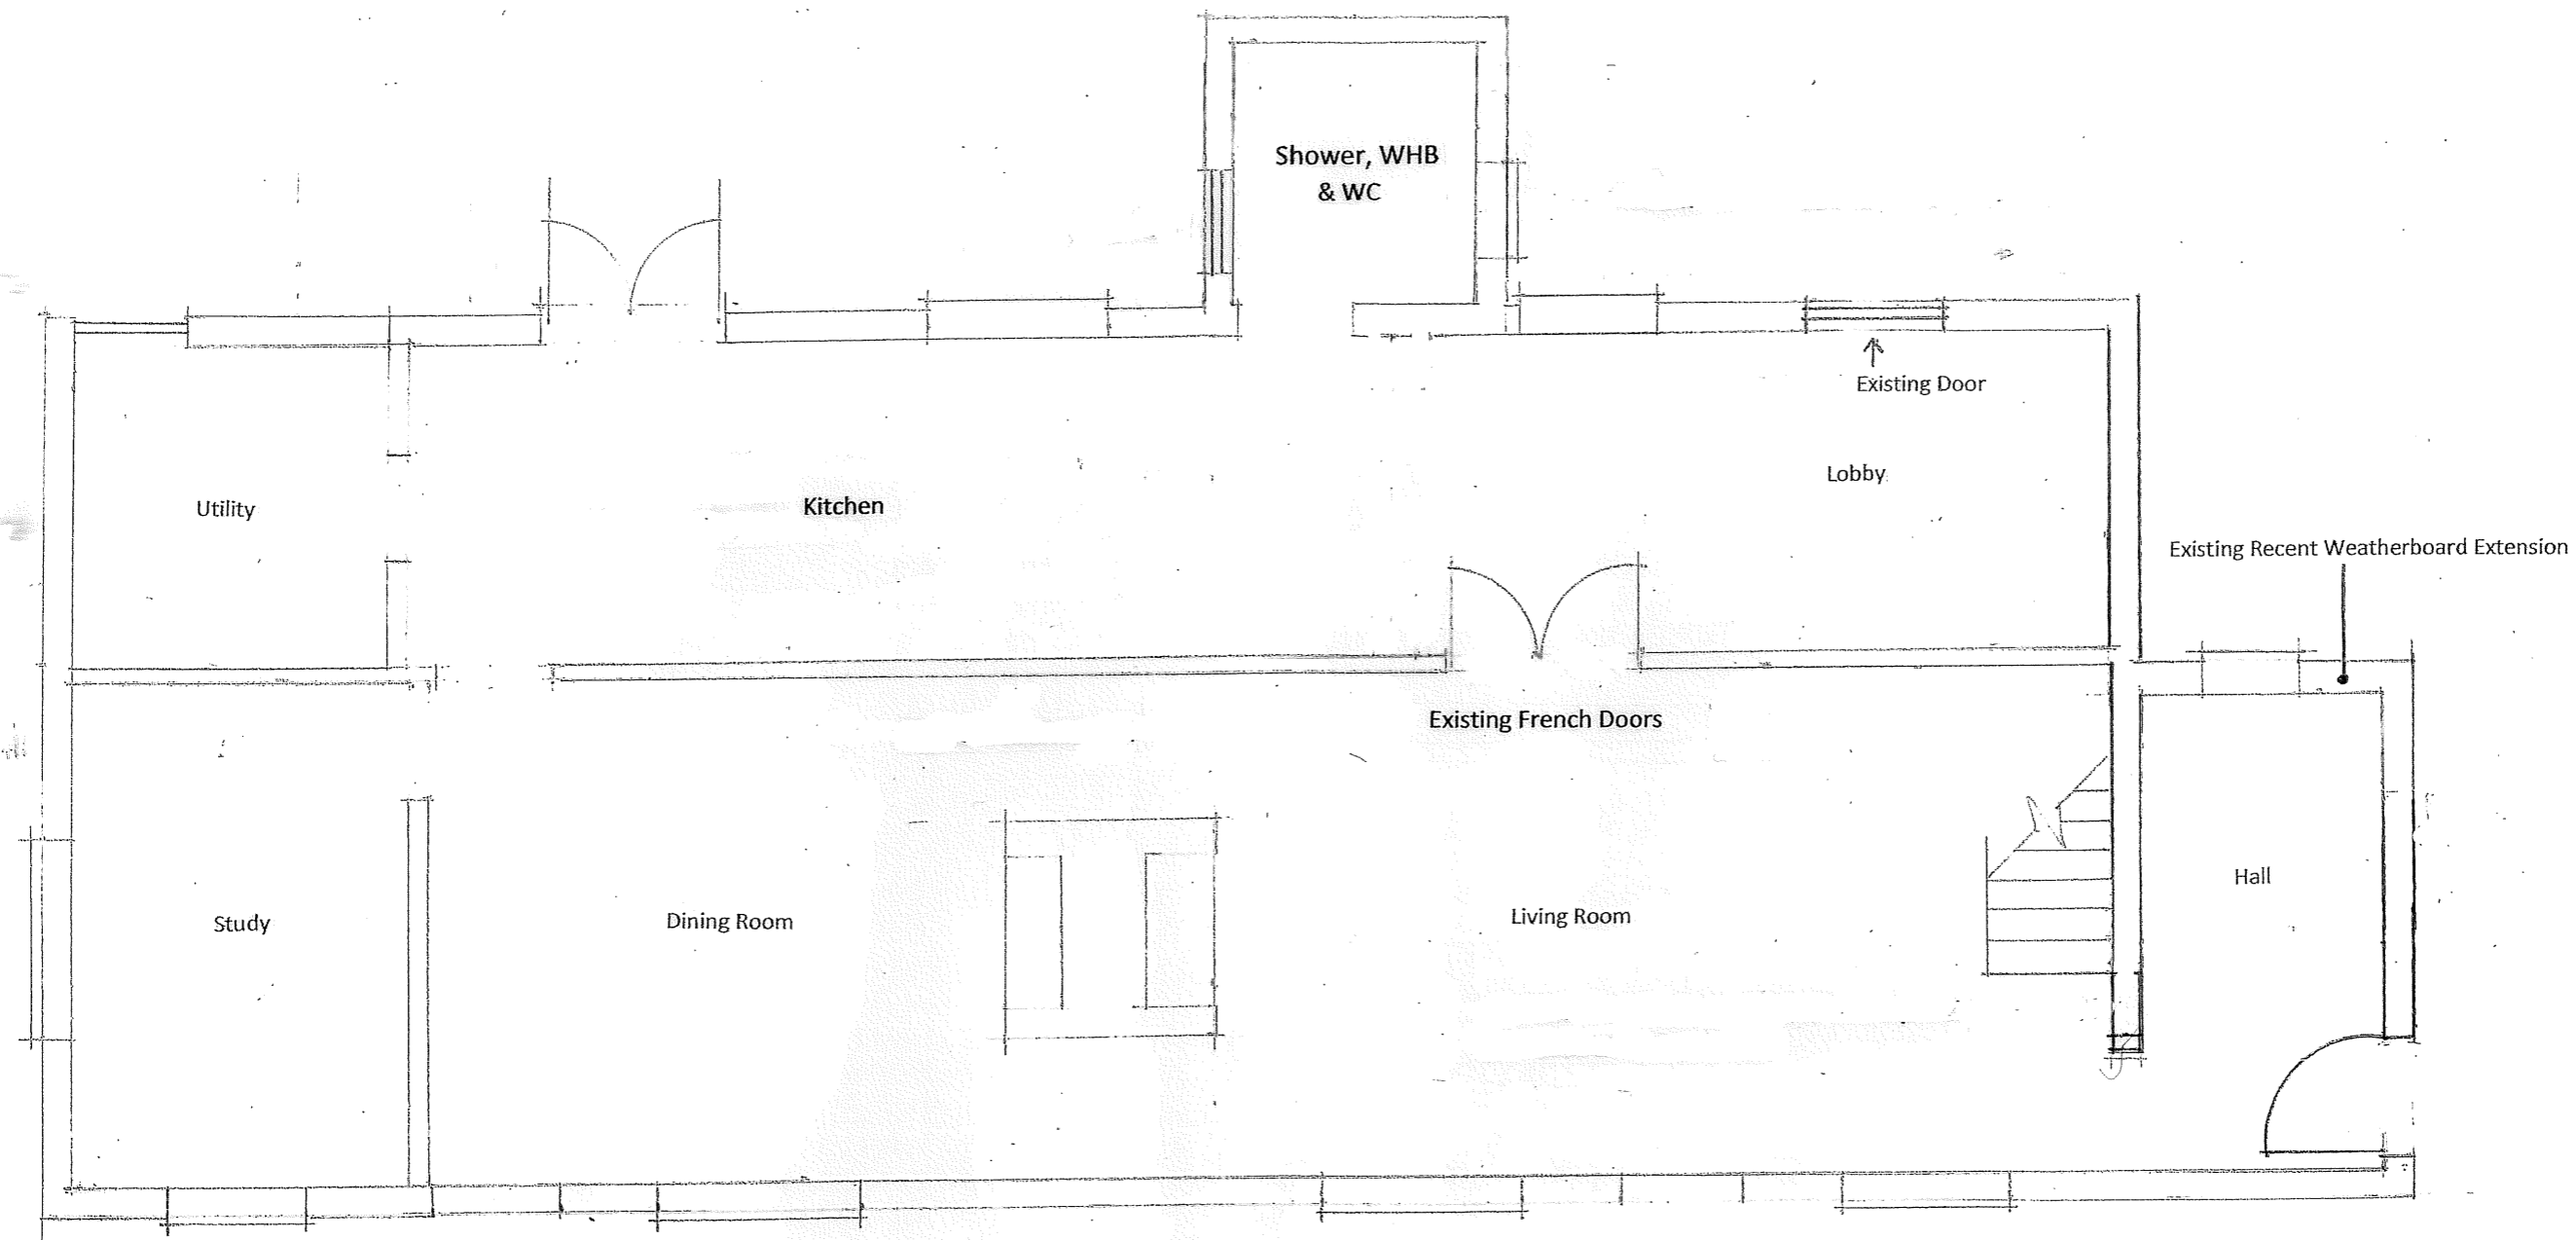 Shower, WHB
& WC
Existing Door
Lobby
Utility
Kitchen
Existing Recent Weatherboard Extension
Existing French Doors
Hall
Study
Dining Room
Living Room